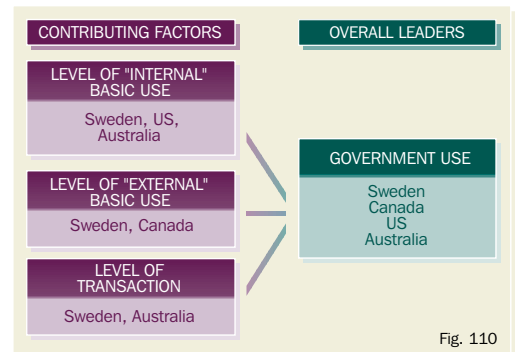 CONTRIBUTING FACTORS
LEVEL OF "INTERNAL"
BASIC USE
Sweden, US,
Australia
LEVEL OF "EXTERNAL"
BASIC USE
Sweden, Canada
LEVEL OF
TRANSACTION
Sweden, Australia
OVERALL LEADERS
GOVERNMENT USE
Sweden
Canada
US
Australia
Fig. 110